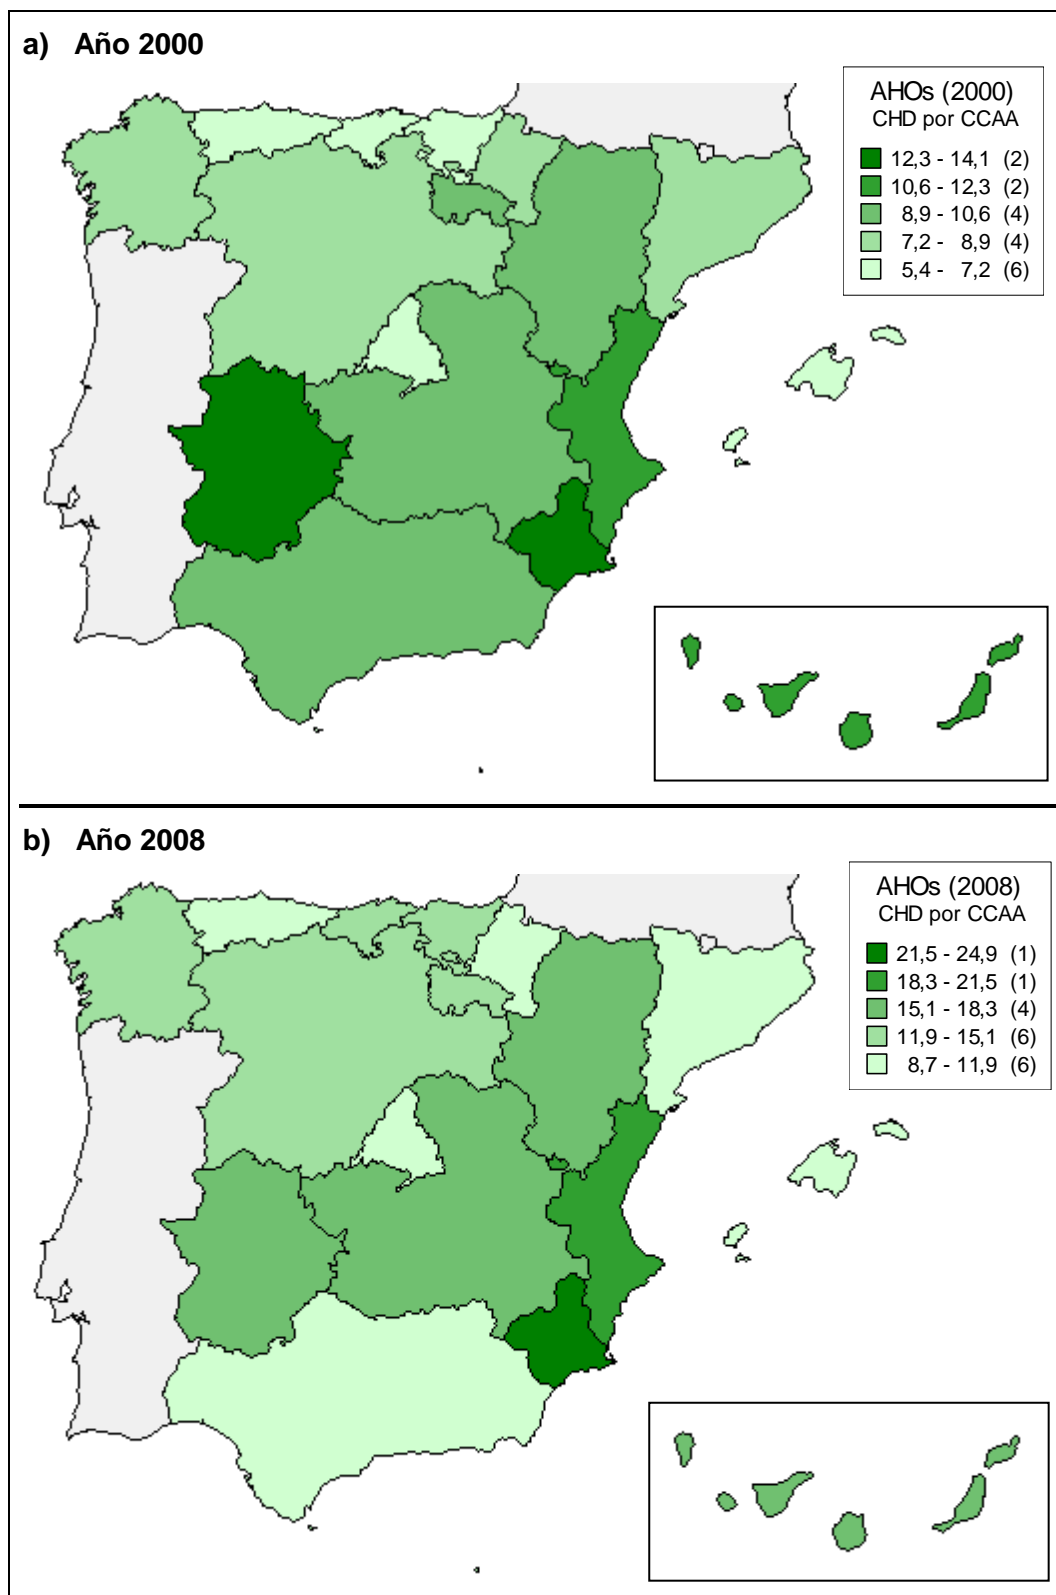 a) Año 2000
AHOs (2000)
CHD por CCAA
12,3 - 14,1 (2)
10,6 - 12,3 (2)
8,9 - 10,6 (4)
7,2 - 8,9 (4)
5,4 - 7,2 (6)
b) Año 2008
AHOs (2008)
CHD por CCAA
21,5 - 24,9 (1)
18,3 - 21,5 (1)
15,1 - 18,3 (4)
11,9 - 15,1 (6)
8,7 - 11,9 (6)